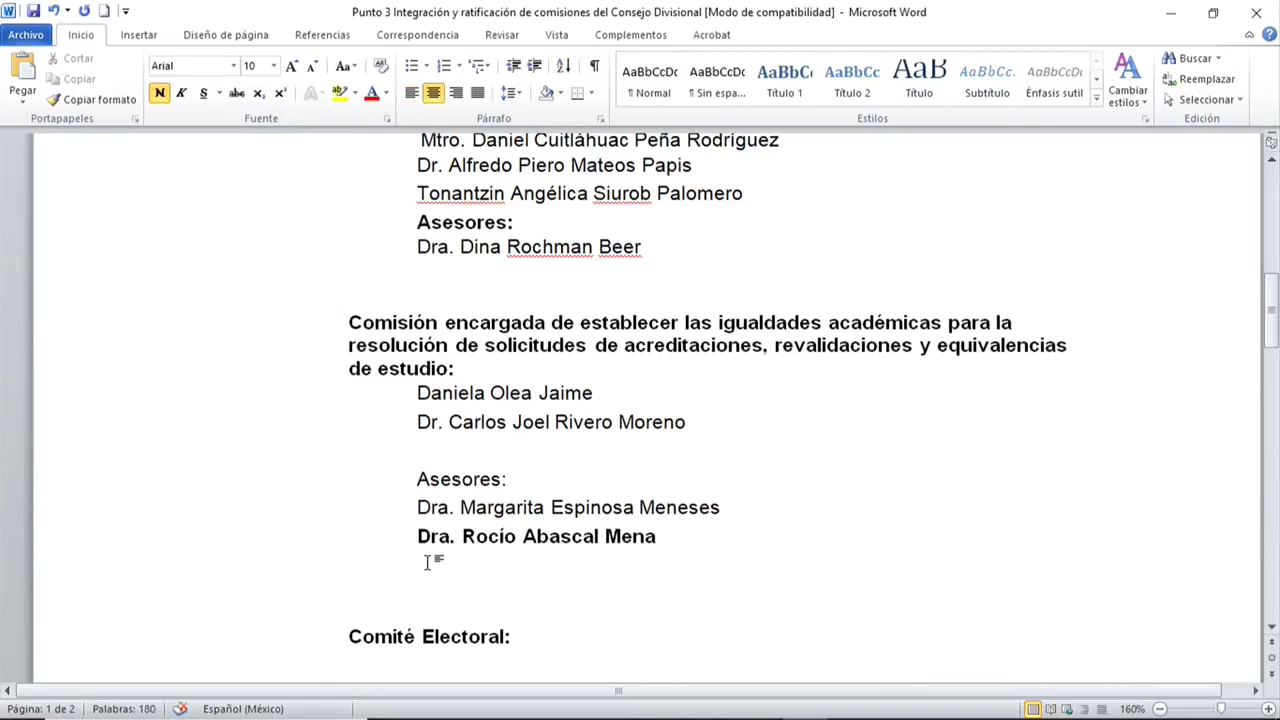 Punto 3 Integración y ratificación de comisiones del Consejo Divisional [Modo de compatibilidad] - Microsoft Word
Archivo Inicio Insertar Diseño de página Referencias Correspondencia Revisar Vista Complementos Acrobat
Pegar
Cortar
Copiar
Copiar formato
Portapapeles
Arial 10
N K S abc x₂ x²
Fuente
Párrafo
AaBbCcDc AaBbCcDc AaBbC AaBbCc AaB AaBbCc. AaBbCcDc
¶ Normal ¶ Sin espa... Título 1 Título 2 Título Subtítulo Énfasis sutil
Cambiar estilos
Estilos
Buscar
Reemplazar
Seleccionar
Edición
Mtro. Daniel Cuitláhuac Peña Rodríguez
Dr. Alfredo Piero Mateos Papis
Tonantzin Angélica Siurob Palomero
Asesores:
Dra. Dina Rochman Beer
Comisión encargada de establecer las igualdades académicas para la
resolución de solicitudes de acreditaciones, revalidaciones y equivalencias
de estudio:
Daniela Olea Jaime
Dr. Carlos Joel Rivero Moreno
Asesores:
Dra. Margarita Espinosa Meneses
Dra. Rocío Abascal Mena
Comité Electoral:
Página: 1 de 2 Palabras: 180 Español (México) 160%